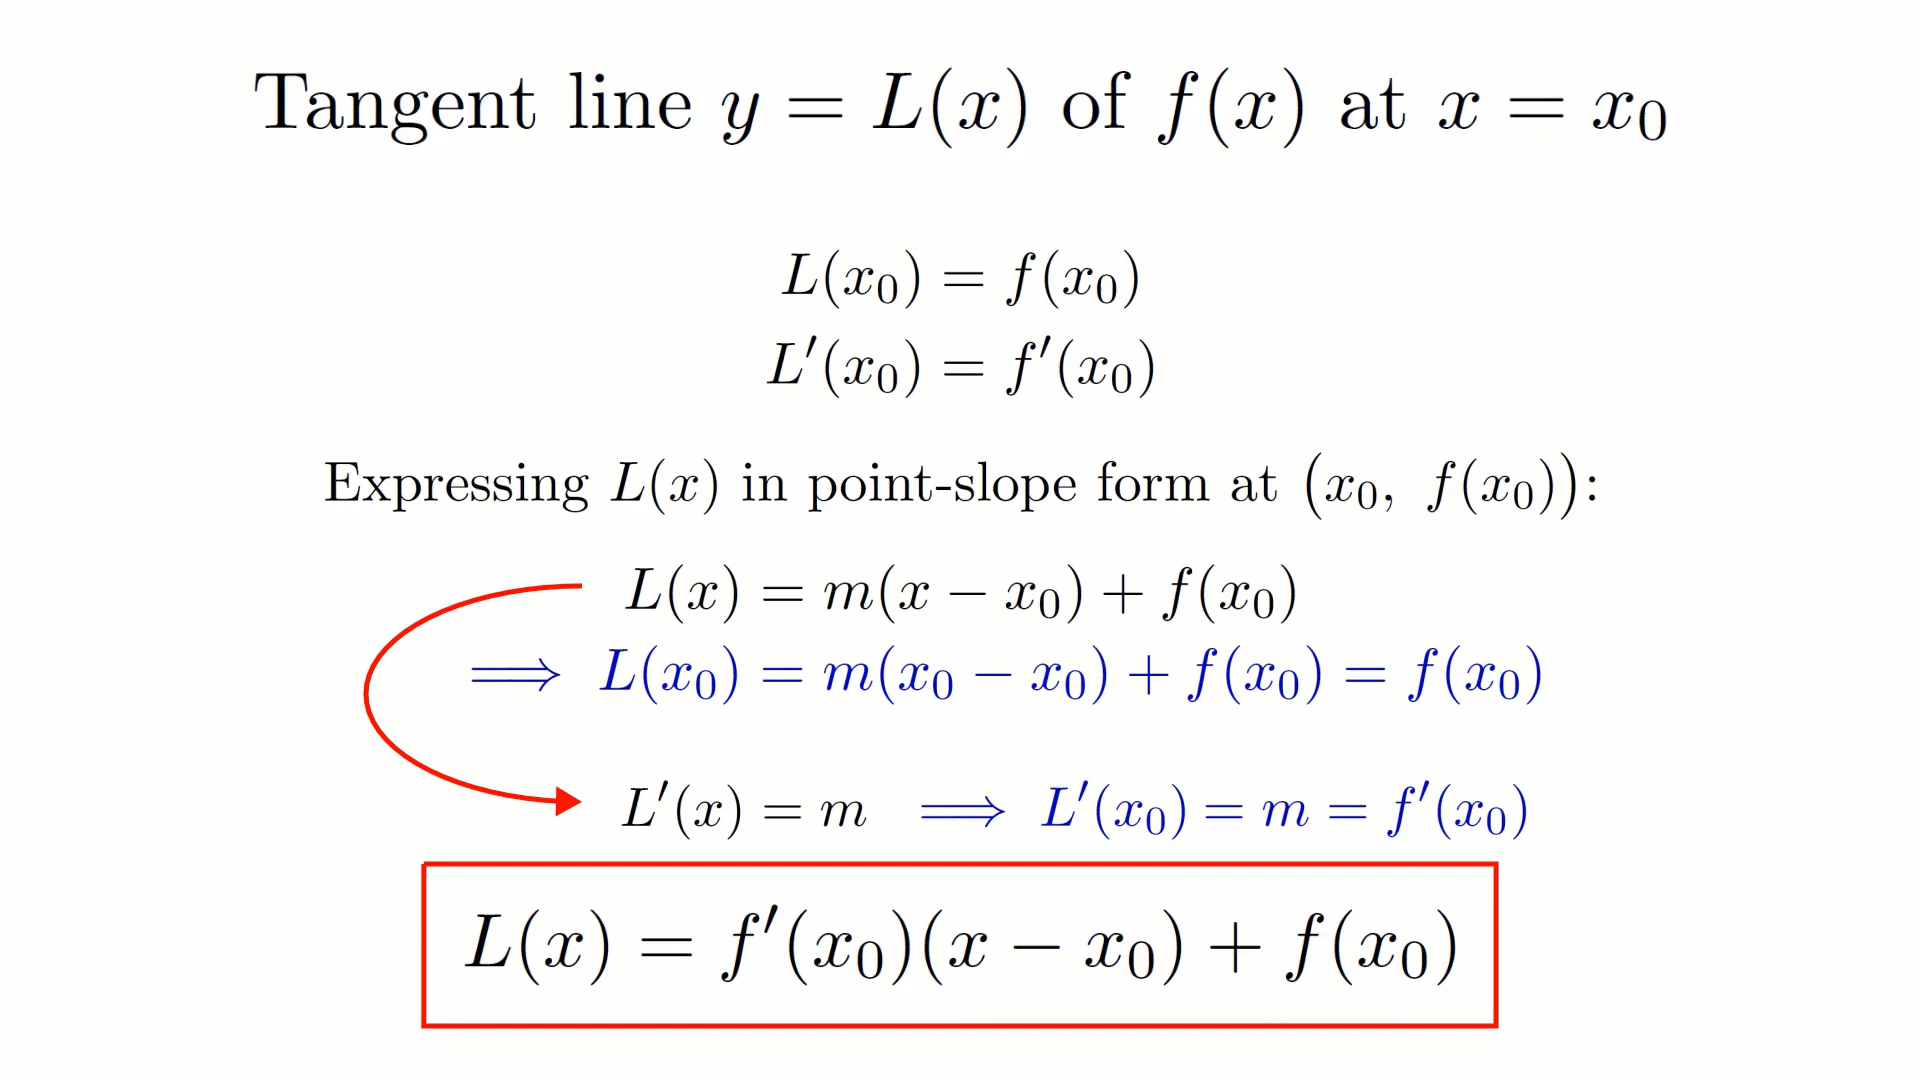 Tangent line y = L(x) of f(x) at x = x₀
L(x₀) = f(x₀)
L′(x₀) = f′(x₀)
Expressing L(x) in point-slope form at (x₀, f(x₀)):
L(x) = m(x − x₀) + f(x₀)
⟹ L(x₀) = m(x₀ − x₀) + f(x₀) = f(x₀)
L′(x) = m ⟹ L′(x₀) = m = f′(x₀)
L(x) = f′(x₀)(x − x₀) + f(x₀)